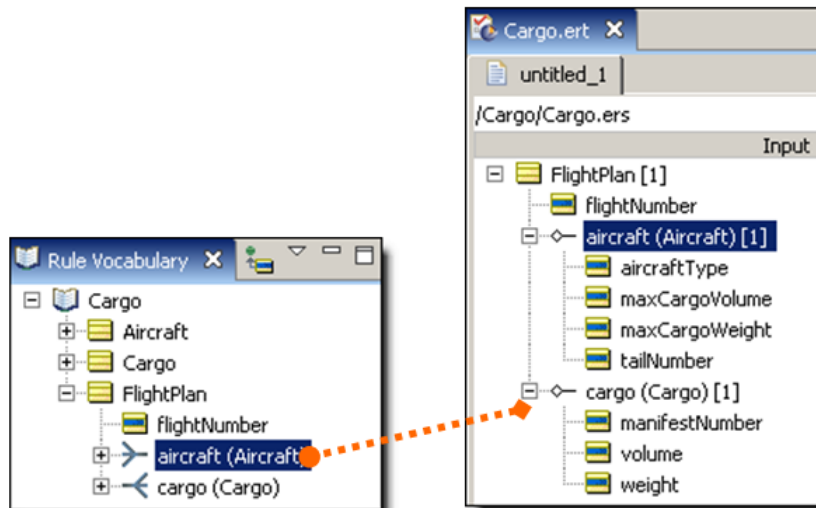 Rule Vocabulary
Cargo
Aircraft
Cargo
FlightPlan
flightNumber
aircraft (Aircraft)
cargo (Cargo)
Cargo.ert
untitled_1
/Cargo/Cargo.ers
Input
FlightPlan [1]
flightNumber
aircraft (Aircraft) [1]
aircraftType
maxCargoVolume
maxCargoWeight
tailNumber
cargo (Cargo) [1]
manifestNumber
volume
weight